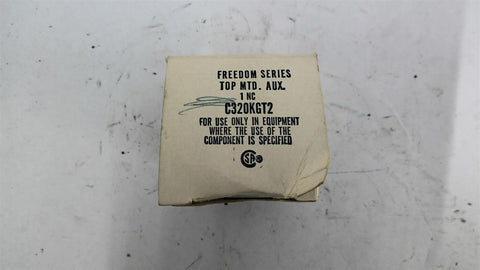 FREEDOM SERIES
TOP MTD. AUX.
1 NC
C320KGT2
FOR USE ONLY IN EQUIPMENT
WHERE THE USE OF THE
COMPONENT IS SPECIFIED